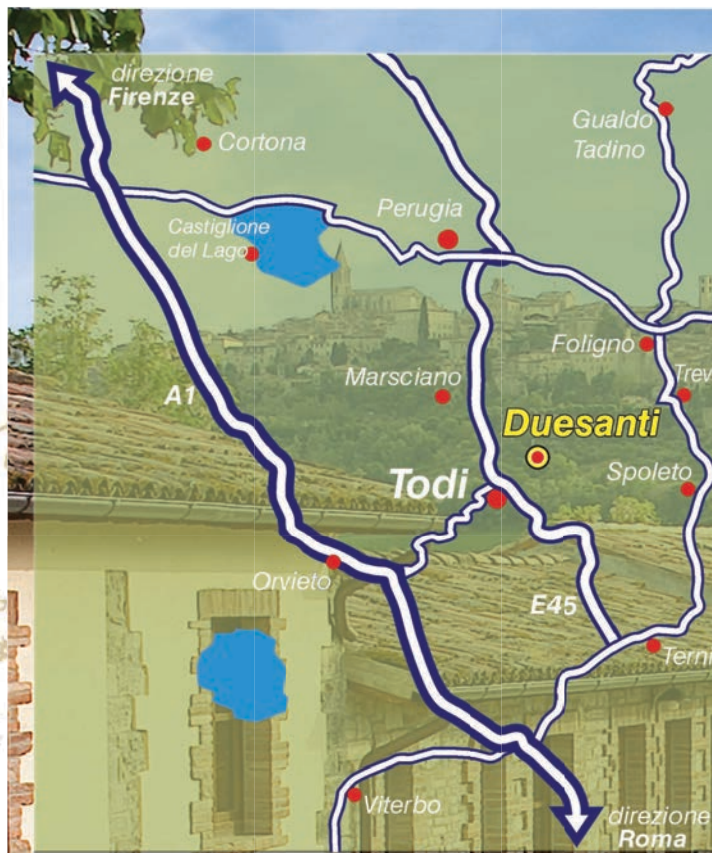 direzione
Firenze
Cortona
Gualdo
Tadino
Perugia
Castiglione
del Lago
Foligno
A1
Marsciano
Trev
Duesanti
Todi
Spoleto
Orvieto
E45
Terni
Viterbo
direzione
Roma